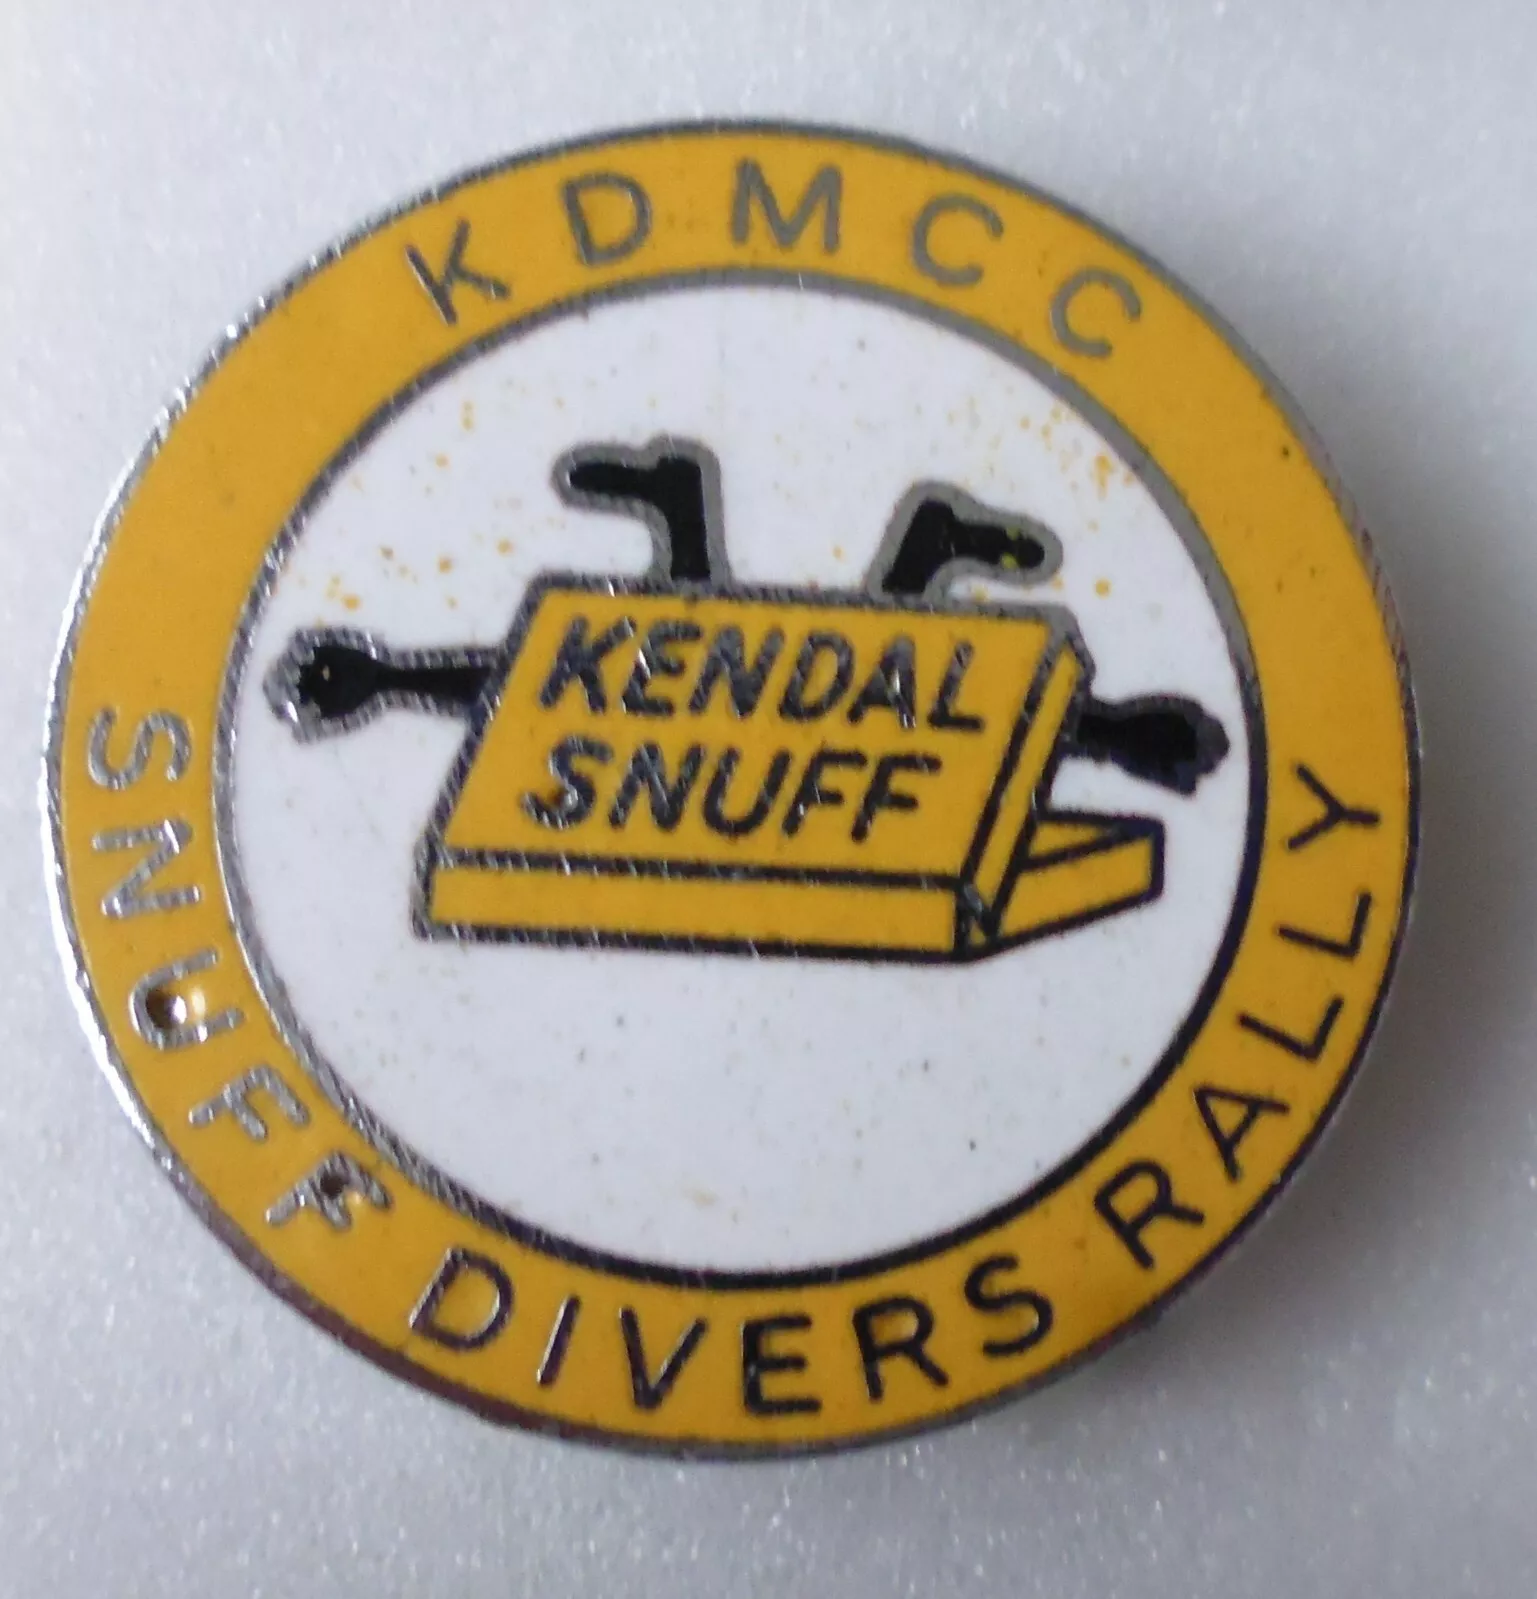 KDMCC
KENDAL
SNUFF
SNUFF DIVERS RALLY